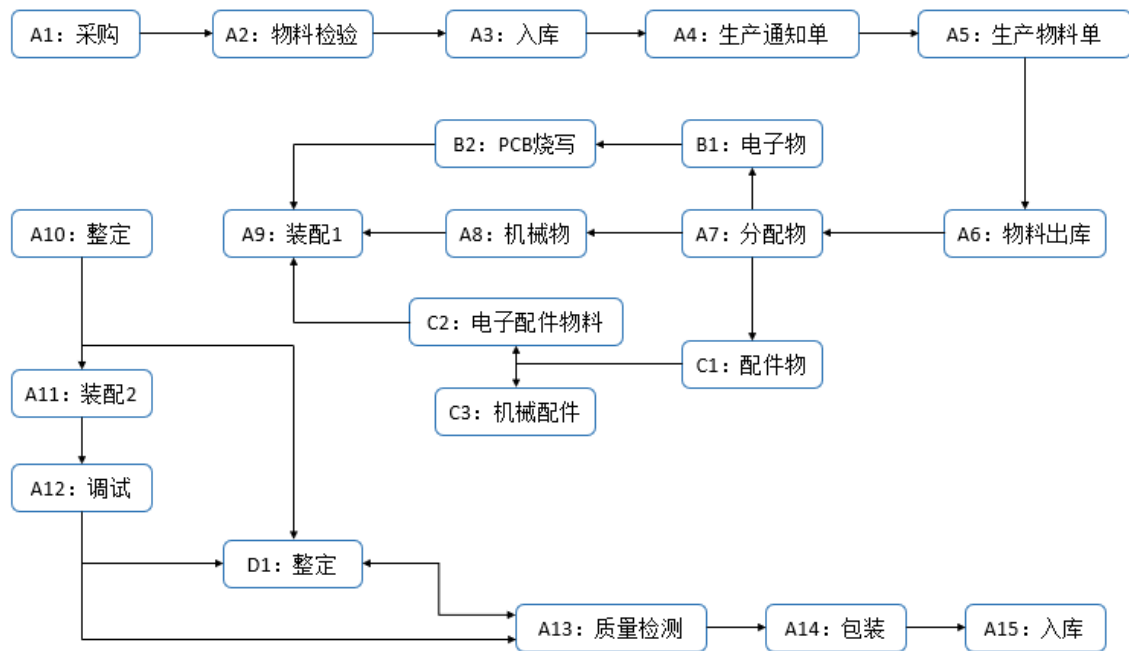 A1：采购
A2：物料检验
A3：入库
A4：生产通知单
A5：生产物料单
B2：PCB烧写
B1：电子物
A10：整定
A9：装配1
A8：机械物
A7：分配物
A6：物料出库
C2：电子配件物料
C1：配件物
A11：装配2
C3：机械配件
A12：调试
D1：整定
A13：质量检测
A14：包装
A15：入库